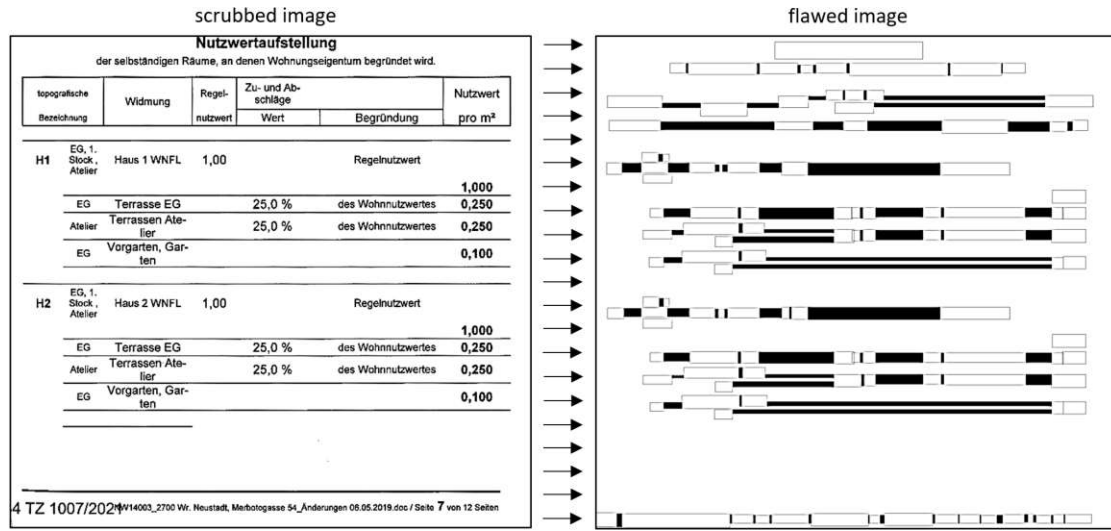 scrubbed image
flawed image
Nutzwertaufstellung
der selbständigen Räume, an denen Wohnungseigentum begründet wird.
topografische Bezeichnung Widmung Regel- nutzwert Zu- und Ab- schläge Nutzwert pro m²
Wert Begründung
H1 EG, 1. Stock, Atelier Haus 1 WNFL 1,00 Regelnutzwert
1,000
EG Terrasse EG 25,0 % des Wohnnutzwertes 0,250
Atelier Terrassen Ate- lier 25,0 % des Wohnnutzwertes 0,250
EG Vorgarten, Gar- ten 0,100
H2 EG, 1. Stock, Atelier Haus 2 WNFL 1,00 Regelnutzwert
1,000
EG Terrasse EG 25,0 % des Wohnnutzwertes 0,250
Atelier Terrassen Ate- lier 25,0 % des Wohnnutzwertes 0,250
EG Vorgarten, Gar- ten 0,100
4 TZ 1007/2021 NW14003_2700 Wr. Neustadt, Merbotogasse 54_Änderungen 06.05.2019.doc / Seite 7 von 12 Seiten